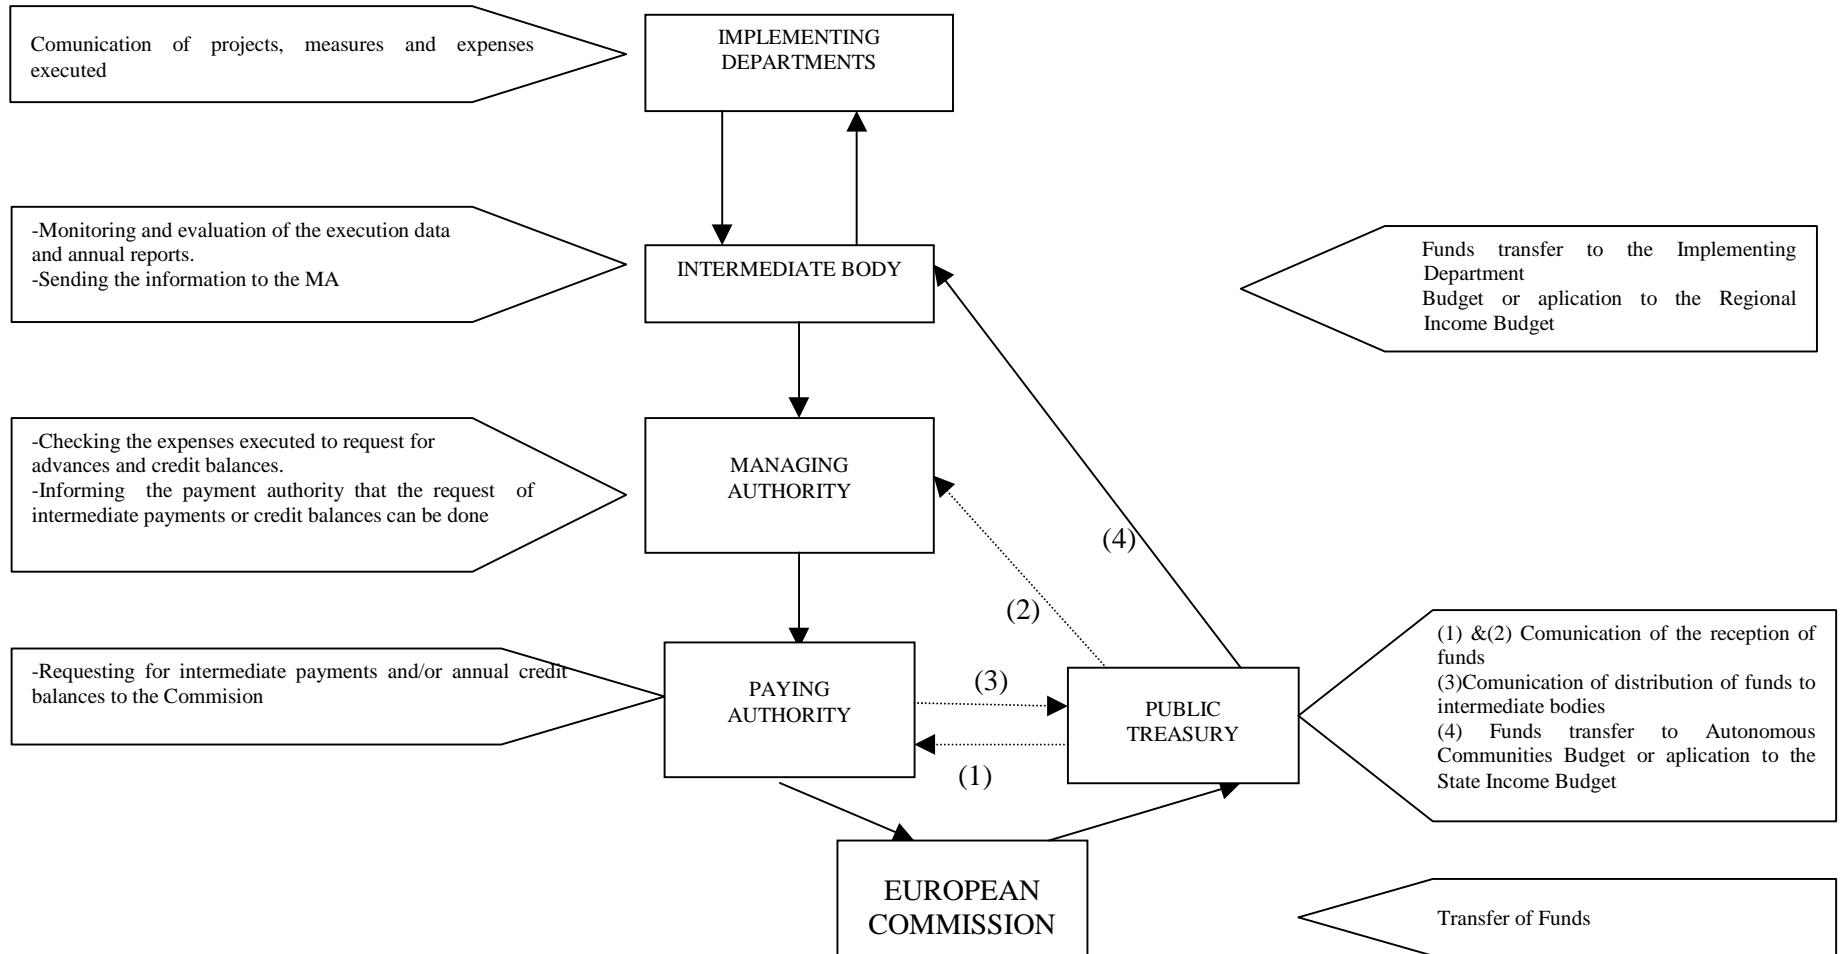 Comunication of projects, measures and expenses
executed
IMPLEMENTING
DEPARTMENTS
-Monitoring and evaluation of the execution data
and annual reports.
-Sending the information to the MA
INTERMEDIATE BODY
Funds transfer to the Implementing
Department
Budget or aplication to the Regional
Income Budget
-Checking the expenses executed to request for
advances and credit balances.
-Informing the payment authority that the request of
intermediate payments or credit balances can be done
MANAGING
AUTHORITY
(4)
(2)
-Requesting for intermediate payments and/or annual credit
balances to the Commision
PAYING
AUTHORITY
(3)
(1)
PUBLIC
TREASURY
(1) &(2) Comunication of the reception of
funds
(3)Comunication of distribution of funds to
intermediate bodies
(4) Funds transfer to Autonomous
Communities Budget or aplication to the
State Income Budget
EUROPEAN
COMMISSION
Transfer of Funds